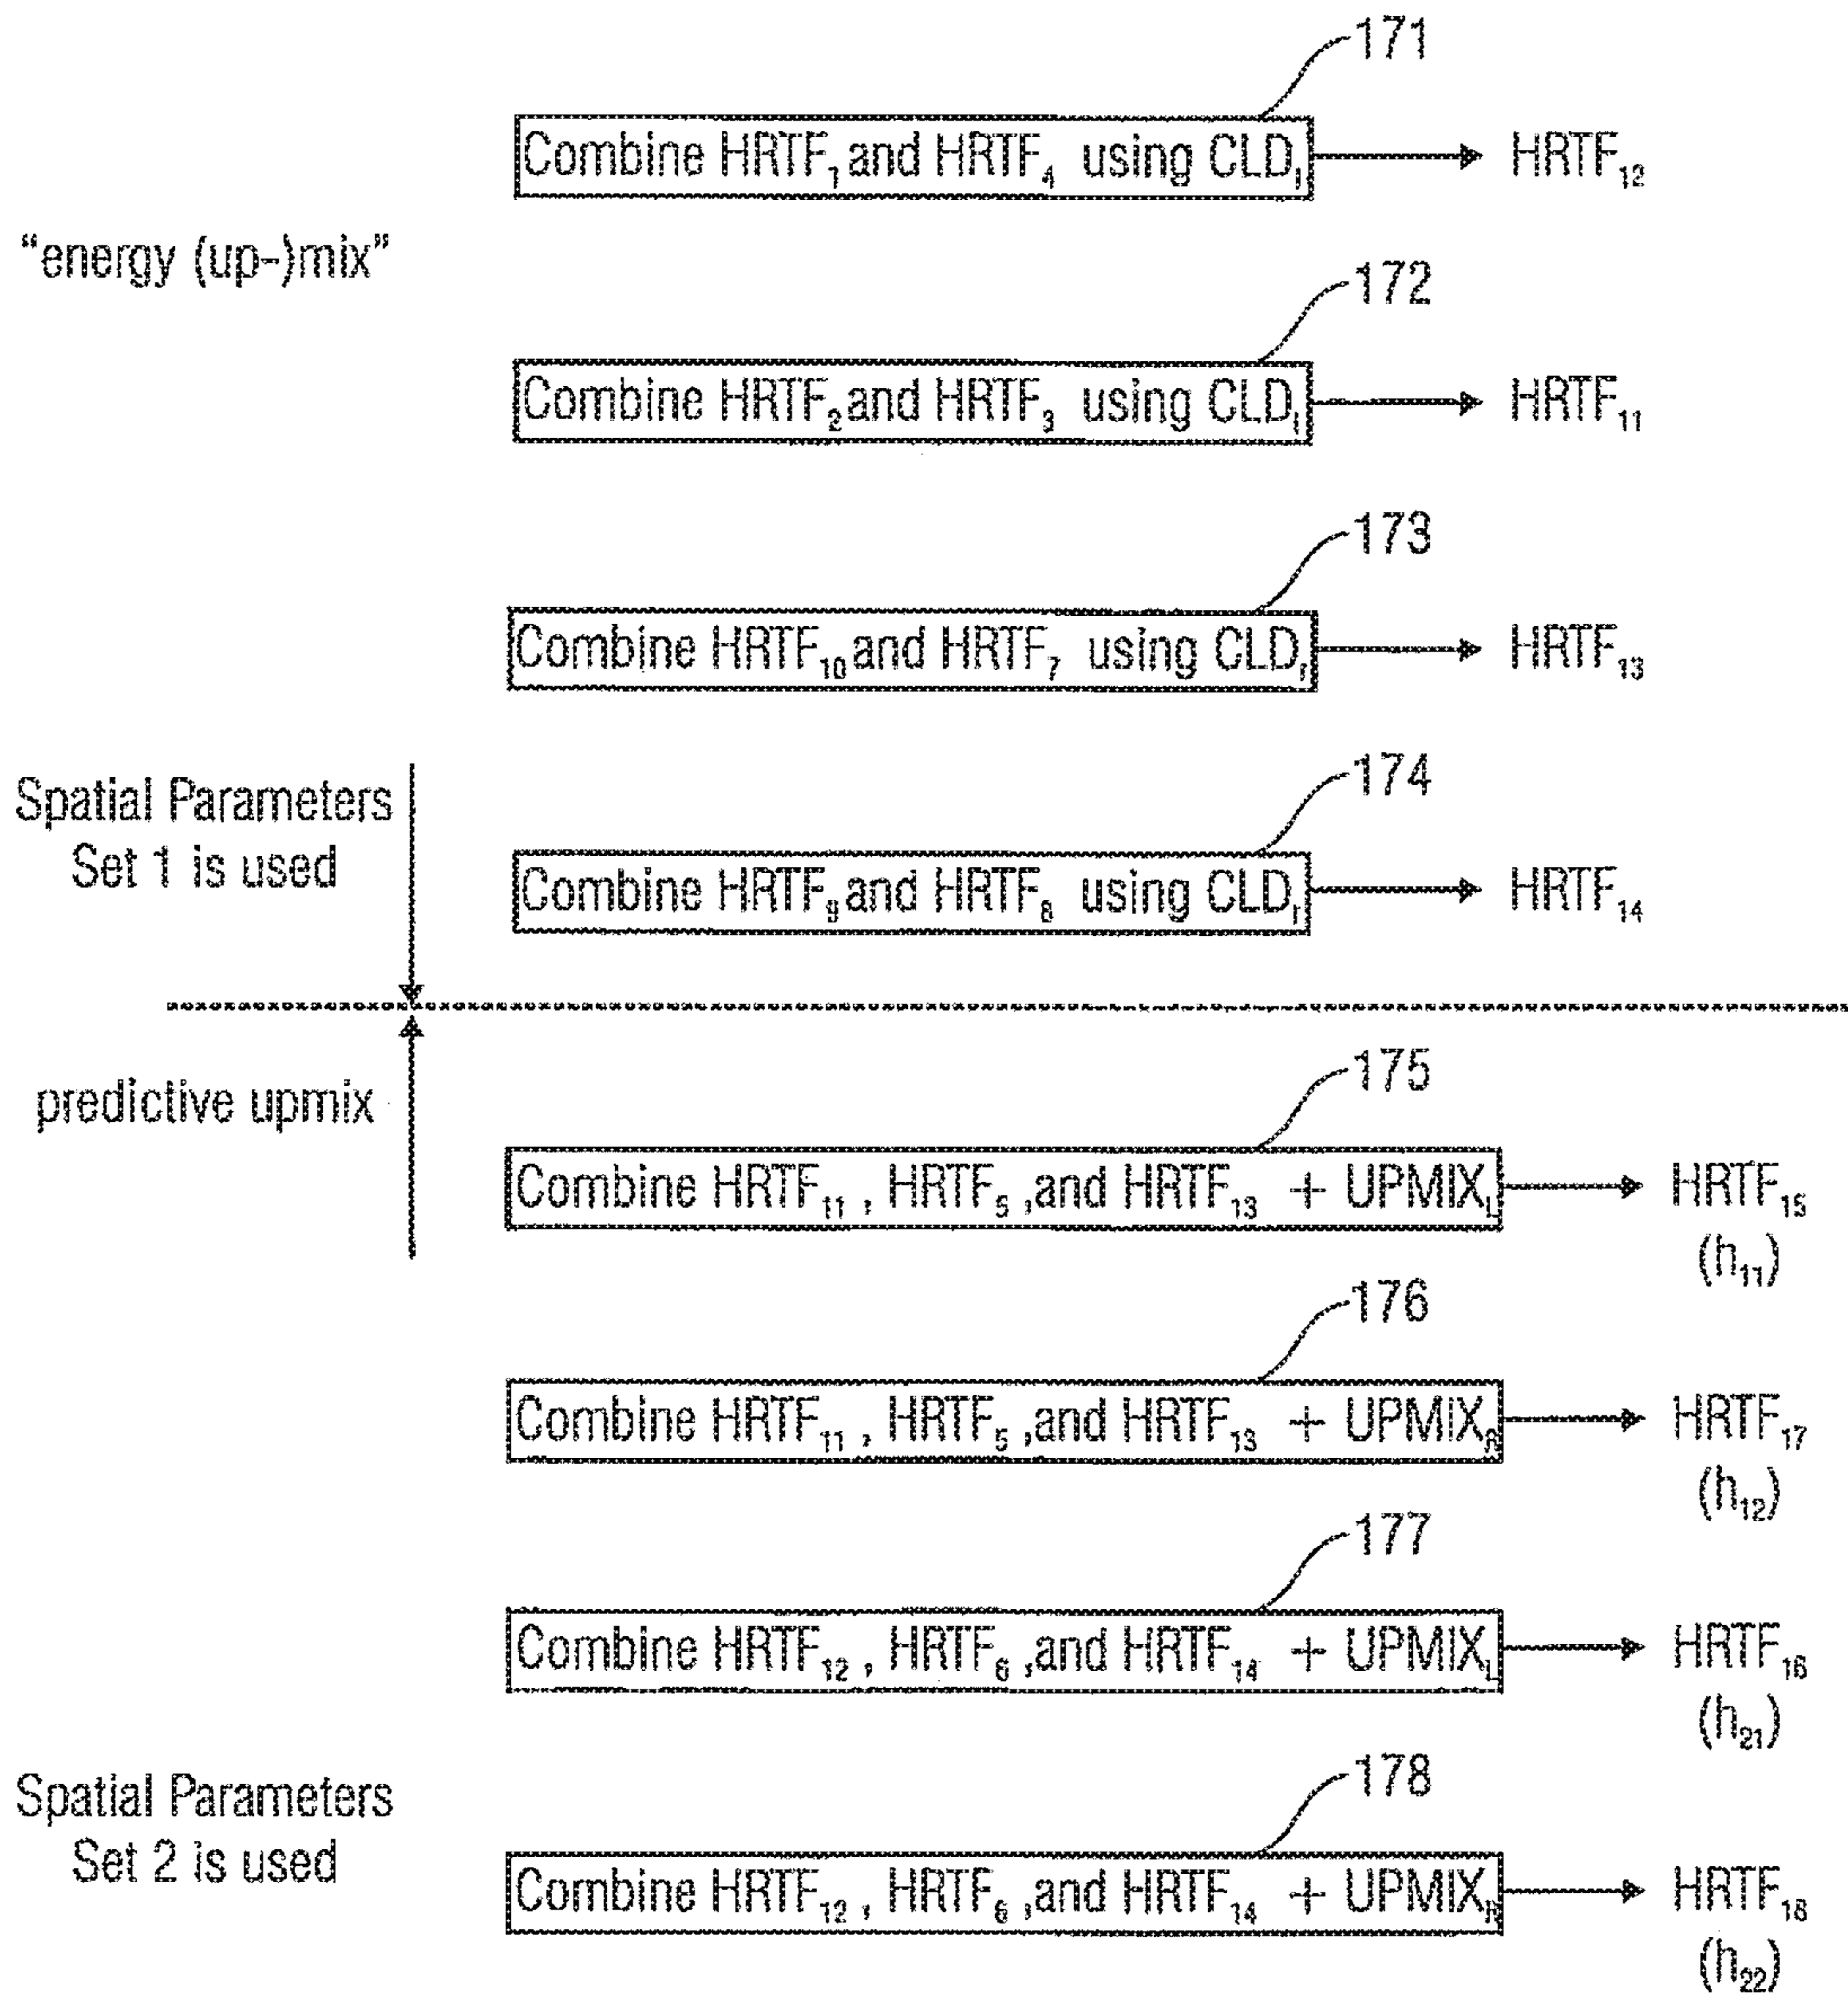 171
Combine HRTF₁ and HRTF₄ using CLDₗ
HRTF₁₂
"energy (up-)mix"
172
Combine HRTF₂ and HRTF₃ using CLDₗ
HRTF₁₁
173
Combine HRTF₁₀ and HRTF₇ using CLDᵣ
HRTF₁₃
Spatial Parameters
Set 1 is used
174
Combine HRTF₉ and HRTF₈ using CLDᵣ
HRTF₁₄
predictive upmix
175
Combine HRTF₁₁, HRTF₅, and HRTF₁₃ + UPMIX_L
HRTF₁₅
(h₁₁)
176
Combine HRTF₁₁, HRTF₅, and HRTF₁₃ + UPMIX_R
HRTF₁₇
(h₁₂)
177
Combine HRTF₁₂, HRTF₆, and HRTF₁₄ + UPMIX_L
HRTF₁₆
(h₂₁)
Spatial Parameters
Set 2 is used
178
Combine HRTF₁₂, HRTF₆, and HRTF₁₄ + UPMIX_R
HRTF₁₈
(h₂₂)